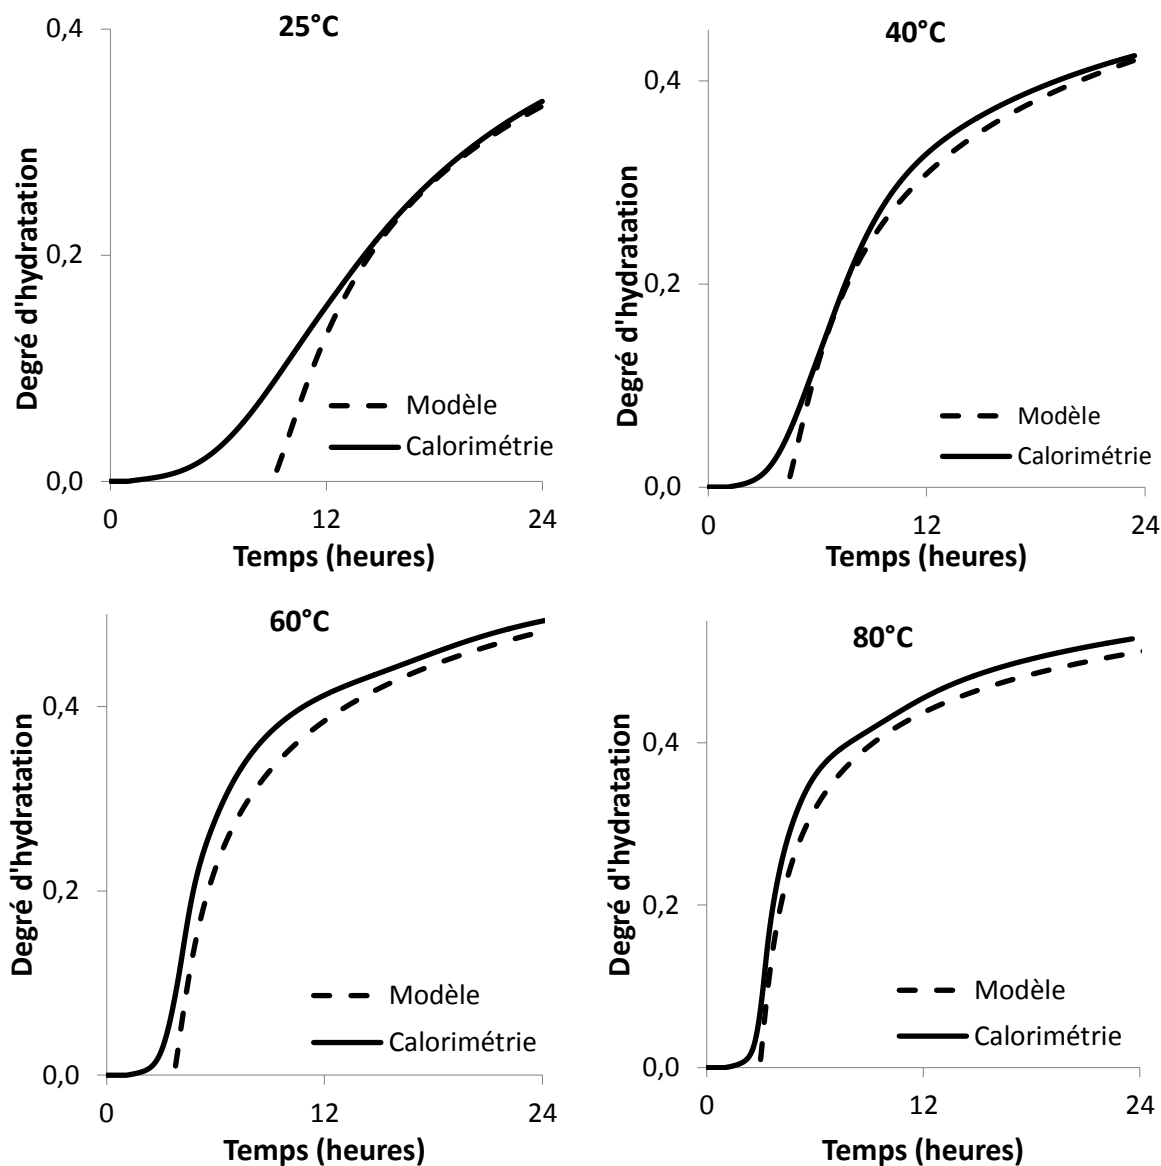 25°C
0,4
0,2
0,0
Degré d'hydratation
Modèle
Calorimétrie
0
12
24
Temps (heures)
40°C
0,4
0,2
0,0
Degré d'hydratation
Modèle
Calorimétrie
0
12
24
Temps (heures)
60°C
0,4
0,2
0,0
Degré d'hydratation
Modèle
Calorimétrie
0
12
24
Temps (heures)
80°C
0,4
0,2
0,0
Degré d'hydratation
Modèle
Calorimétrie
0
12
24
Temps (heures)